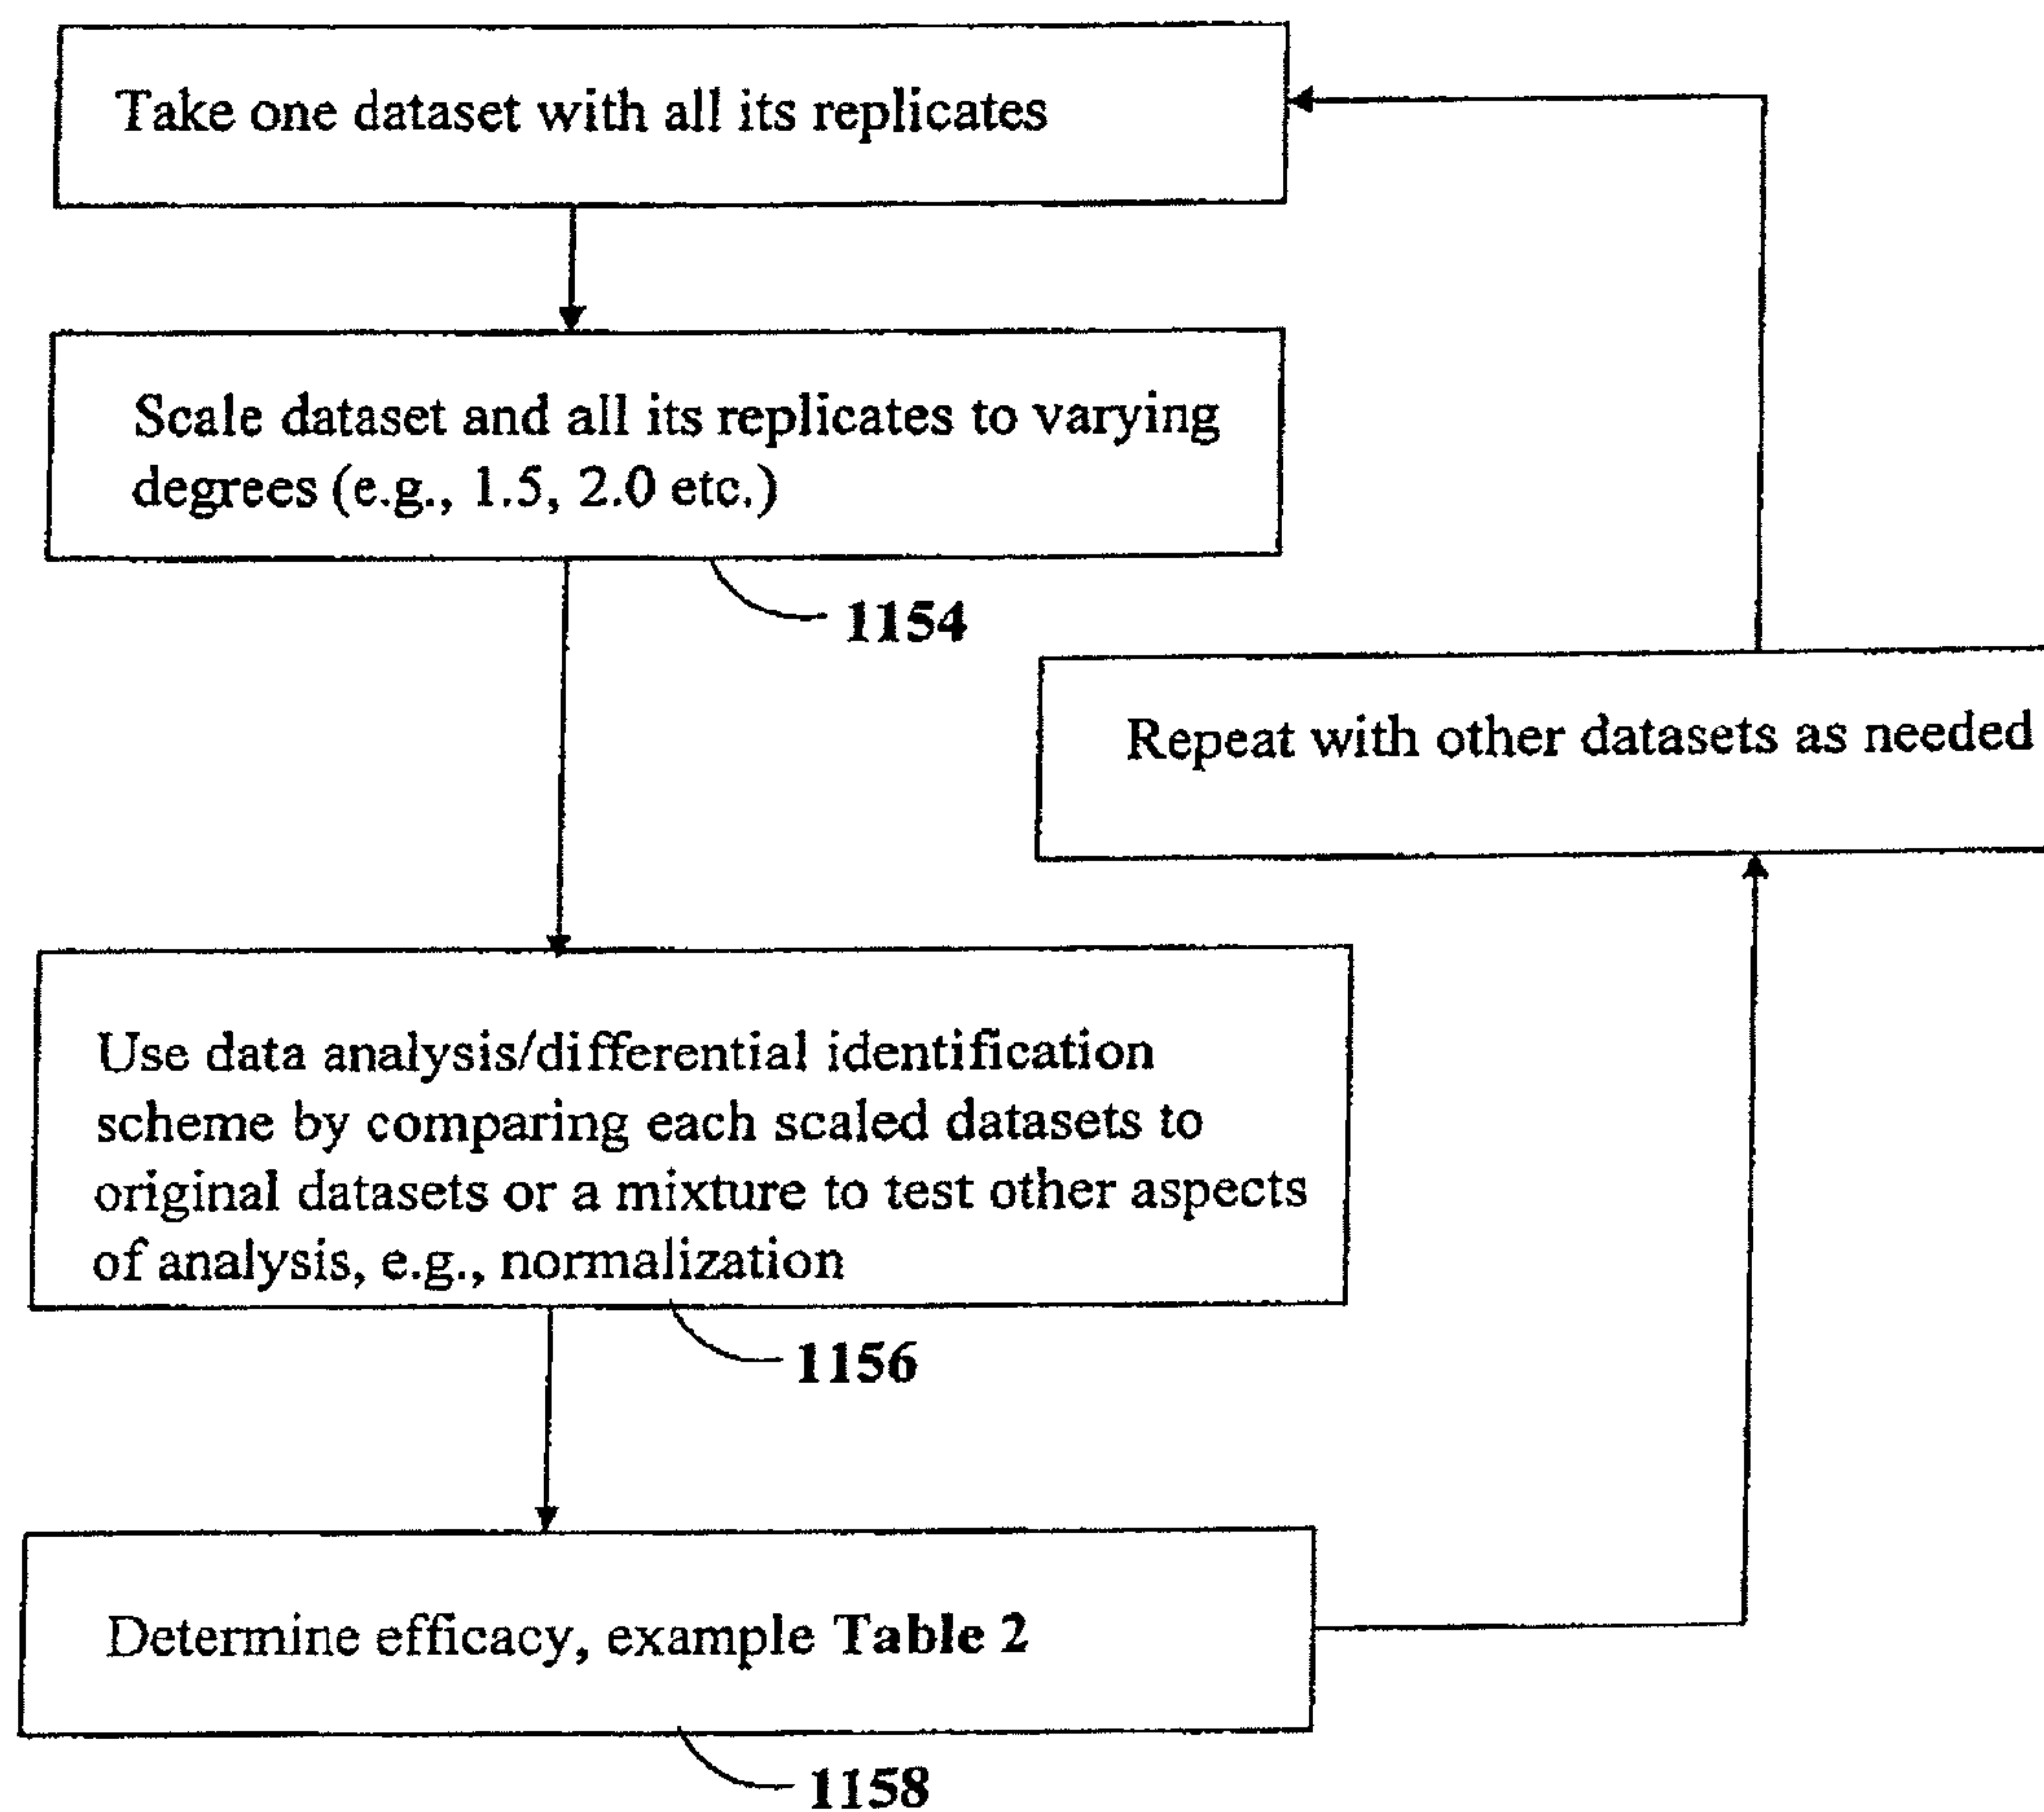 Take one dataset with all its replicates
Scale dataset and all its replicates to varying
degrees (e.g., 1.5, 2.0 etc.)
1154
Repeat with other datasets as needed
Use data analysis/differential identification
scheme by comparing each scaled datasets to
original datasets or a mixture to test other aspects
of analysis, e.g., normalization
1156
Determine efficacy, example Table 2
1158